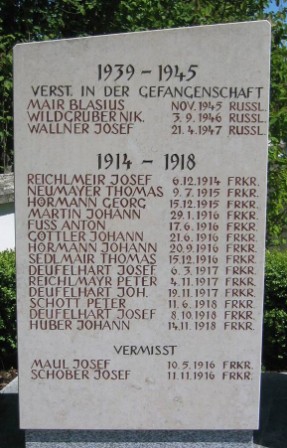 1939 – 1945
VERST. IN DER GEFANGENSCHAFT
MAIR BLASIUS NOV. 1945 RUSSL.
WILDGRUBER NIK. 3. 9. 1946 RUSSL.
WALLNER JOSEF 21. 4. 1947 RUSSL.
1914 – 1918
REICHLMEIR JOSEF 6. 12. 1914 FRKR.
NEUMAYER THOMAS 9. 7. 1915 FRKR.
HÖRMANN GEORG 15. 12. 1915 FRKR.
MARTIN JOHANN 29. 1. 1916 FRKR.
FUSS ANTON 17. 6. 1916 FRKR.
GÖTTLER JOHANN 21. 6. 1916 FRKR.
HÖRMANN JOHANN 20. 9. 1916 FRKR.
SEDLMAIR THOMAS 15. 12. 1916 FRKR.
DEUFELHART JOSEF 6. 3. 1917 FRKR.
REICHLMAYR PETER 4. 11. 1917 FRKR.
DEUFELHART JOH. 19. 11. 1917 FRKR.
SCHOTT PETER 11. 6. 1918 FRKR.
DEUFELHART JOSEF 8. 10. 1918 FRKR.
HUBER JOHANN 14. 11. 1918 FRKR.
VERMISST
MAUL JOSEF 10. 5. 1916 FRKR.
SCHOBER JOSEF 11. 11. 1916 FRKR.